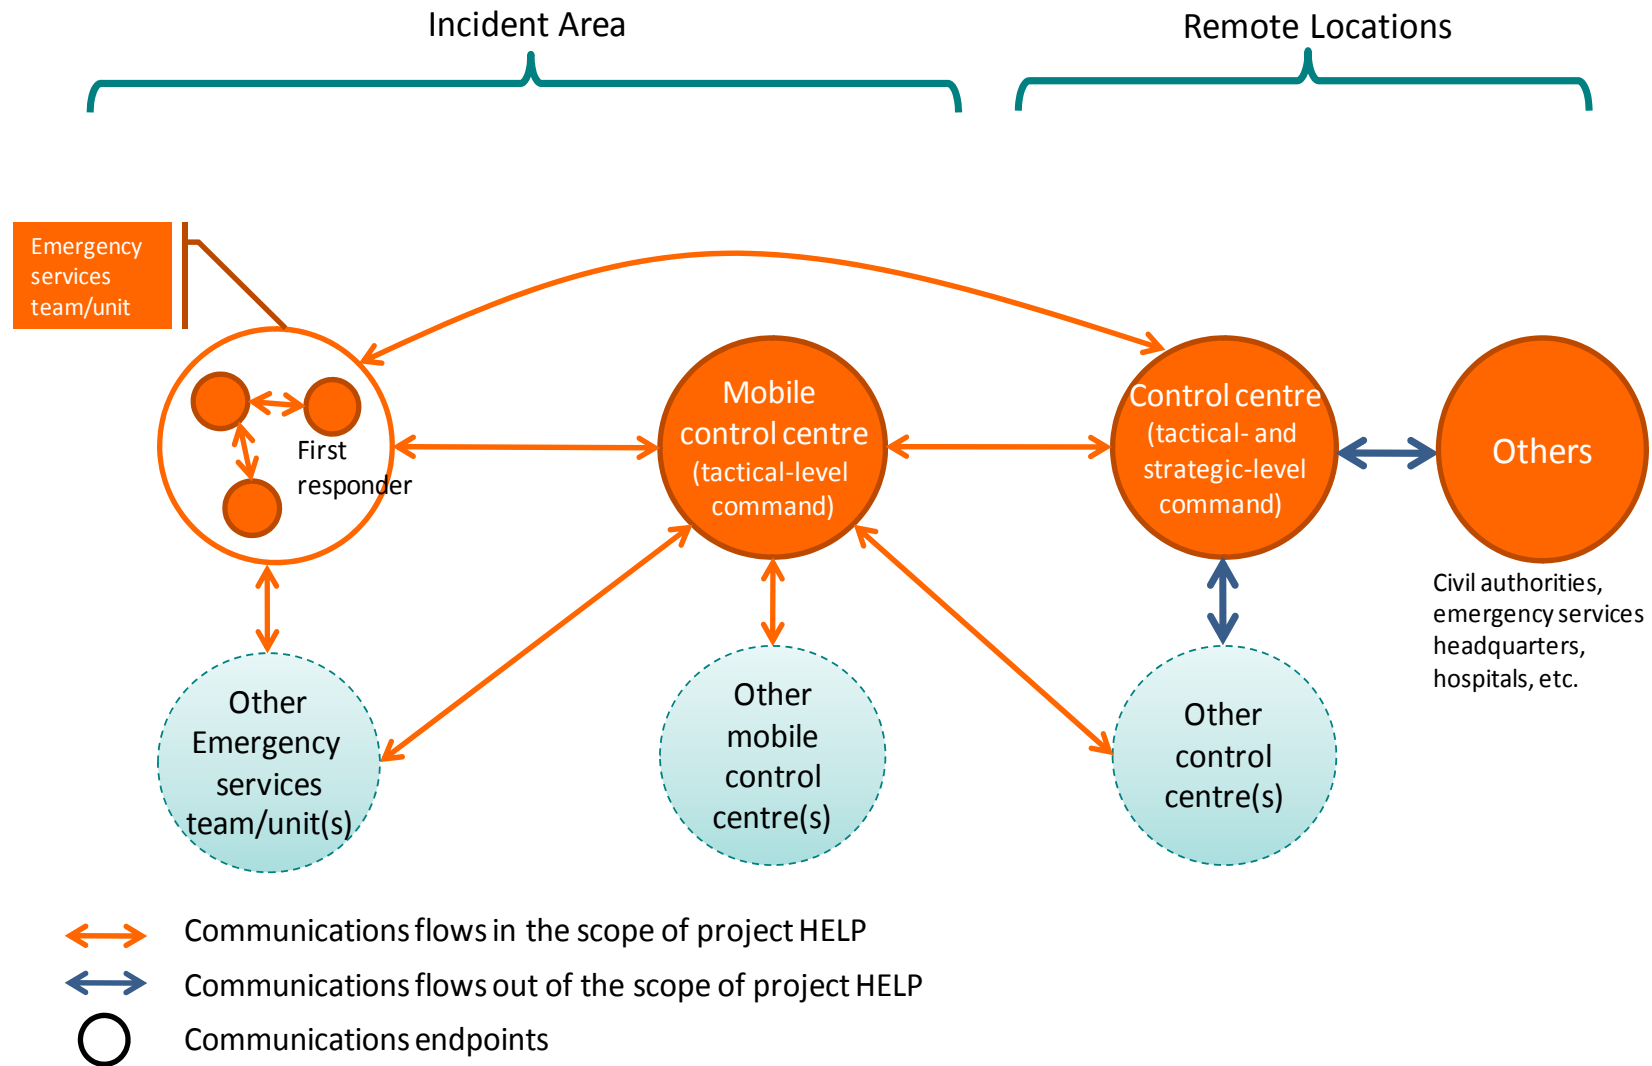 Incident Area
Remote Locations
Emergency
services
team/unit
First
responder
Mobile
control centre
(tactical-level
command)
Control centre
(tactical- and
strategic-level
command)
Others
Civil authorities,
emergency services
headquarters,
hospitals, etc.
Other
Emergency
services
team/unit(s)
Other
mobile
control
centre(s)
Other
control
centre(s)
Communications flows in the scope of project HELP
Communications flows out of the scope of project HELP
Communications endpoints